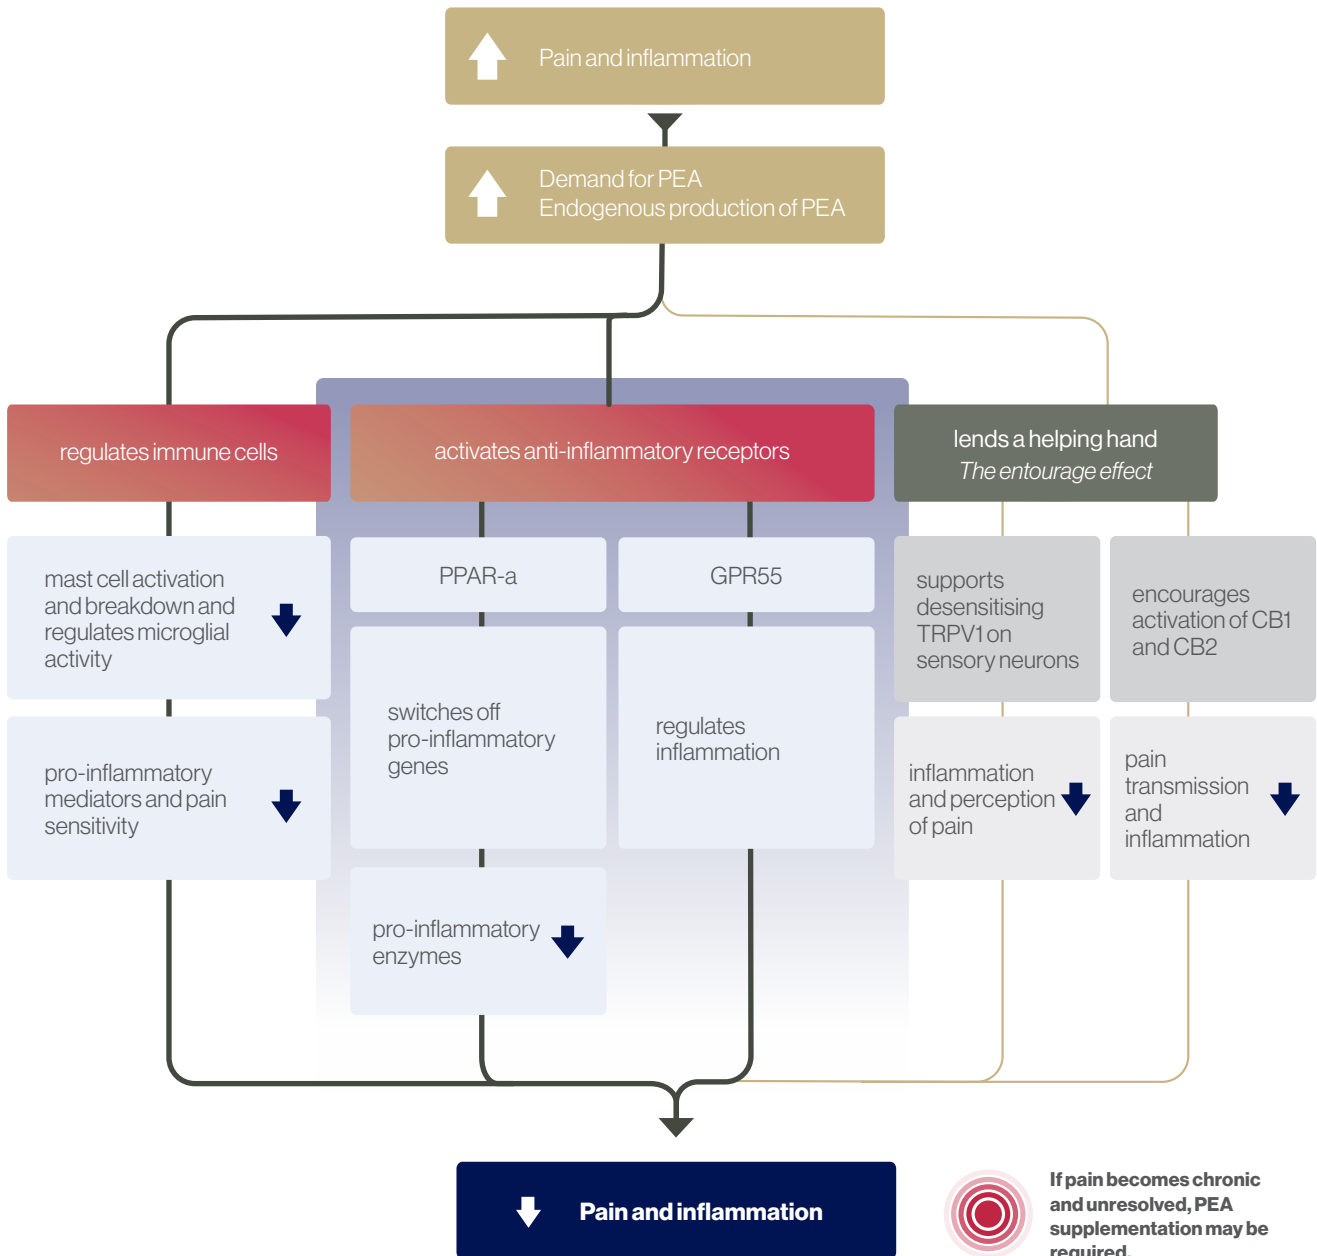 Pain and inflammation
Demand for PEA
Endogenous production of PEA
regulates immune cells
activates anti-inflammatory receptors
lends a helping hand
The entourage effect
mast cell activation
and breakdown and
regulates microglial
activity
pro-inflammatory
mediators and pain
sensitivity
PPAR-a
switches off
pro-inflammatory
genes
pro-inflammatory
enzymes
GPR55
regulates
inflammation
supports
desensitising
TRPV1 on
sensory neurons
inflammation
and perception
of pain
encourages
activation of CB1
and CB2
pain
transmission
and
inflammation
Pain and inflammation
If pain becomes chronic
and unresolved, PEA
supplementation may be
required.